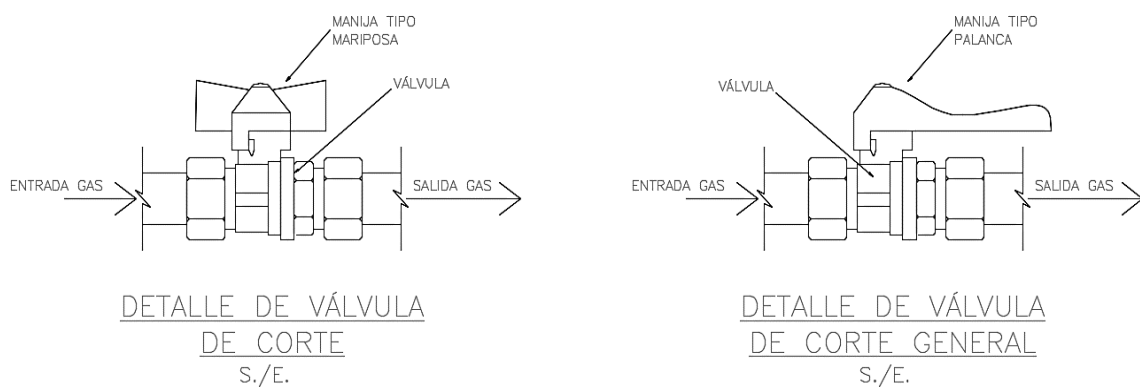 MANIJA TIPO
MARIPOSA
VÁLVULA
ENTRADA GAS
SALIDA GAS
DETALLE DE VÁLVULA
DE CORTE
S./E.
MANIJA TIPO
PALANCA
VÁLVULA
ENTRADA GAS
SALIDA GAS
DETALLE DE VÁLVULA
DE CORTE GENERAL
S./E.